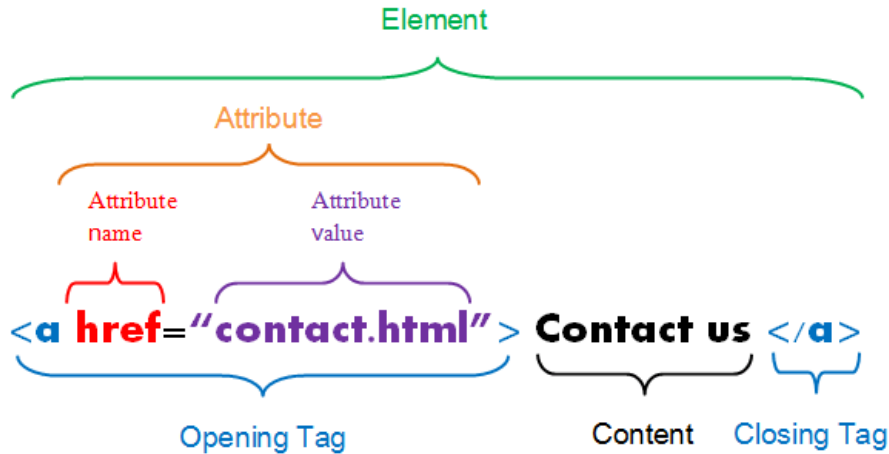 Element
Attribute
Attribute Attribute
name value
<a href=“contact.html”> Contact us </a>
Opening Tag Content Closing Tag